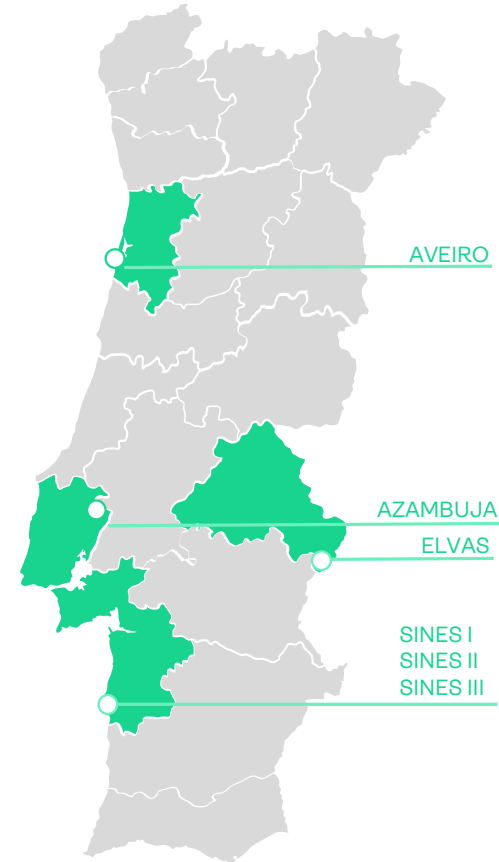 AVEIRO
AZAMBUJA
ELVAS
SINES I
SINES II
SINES III